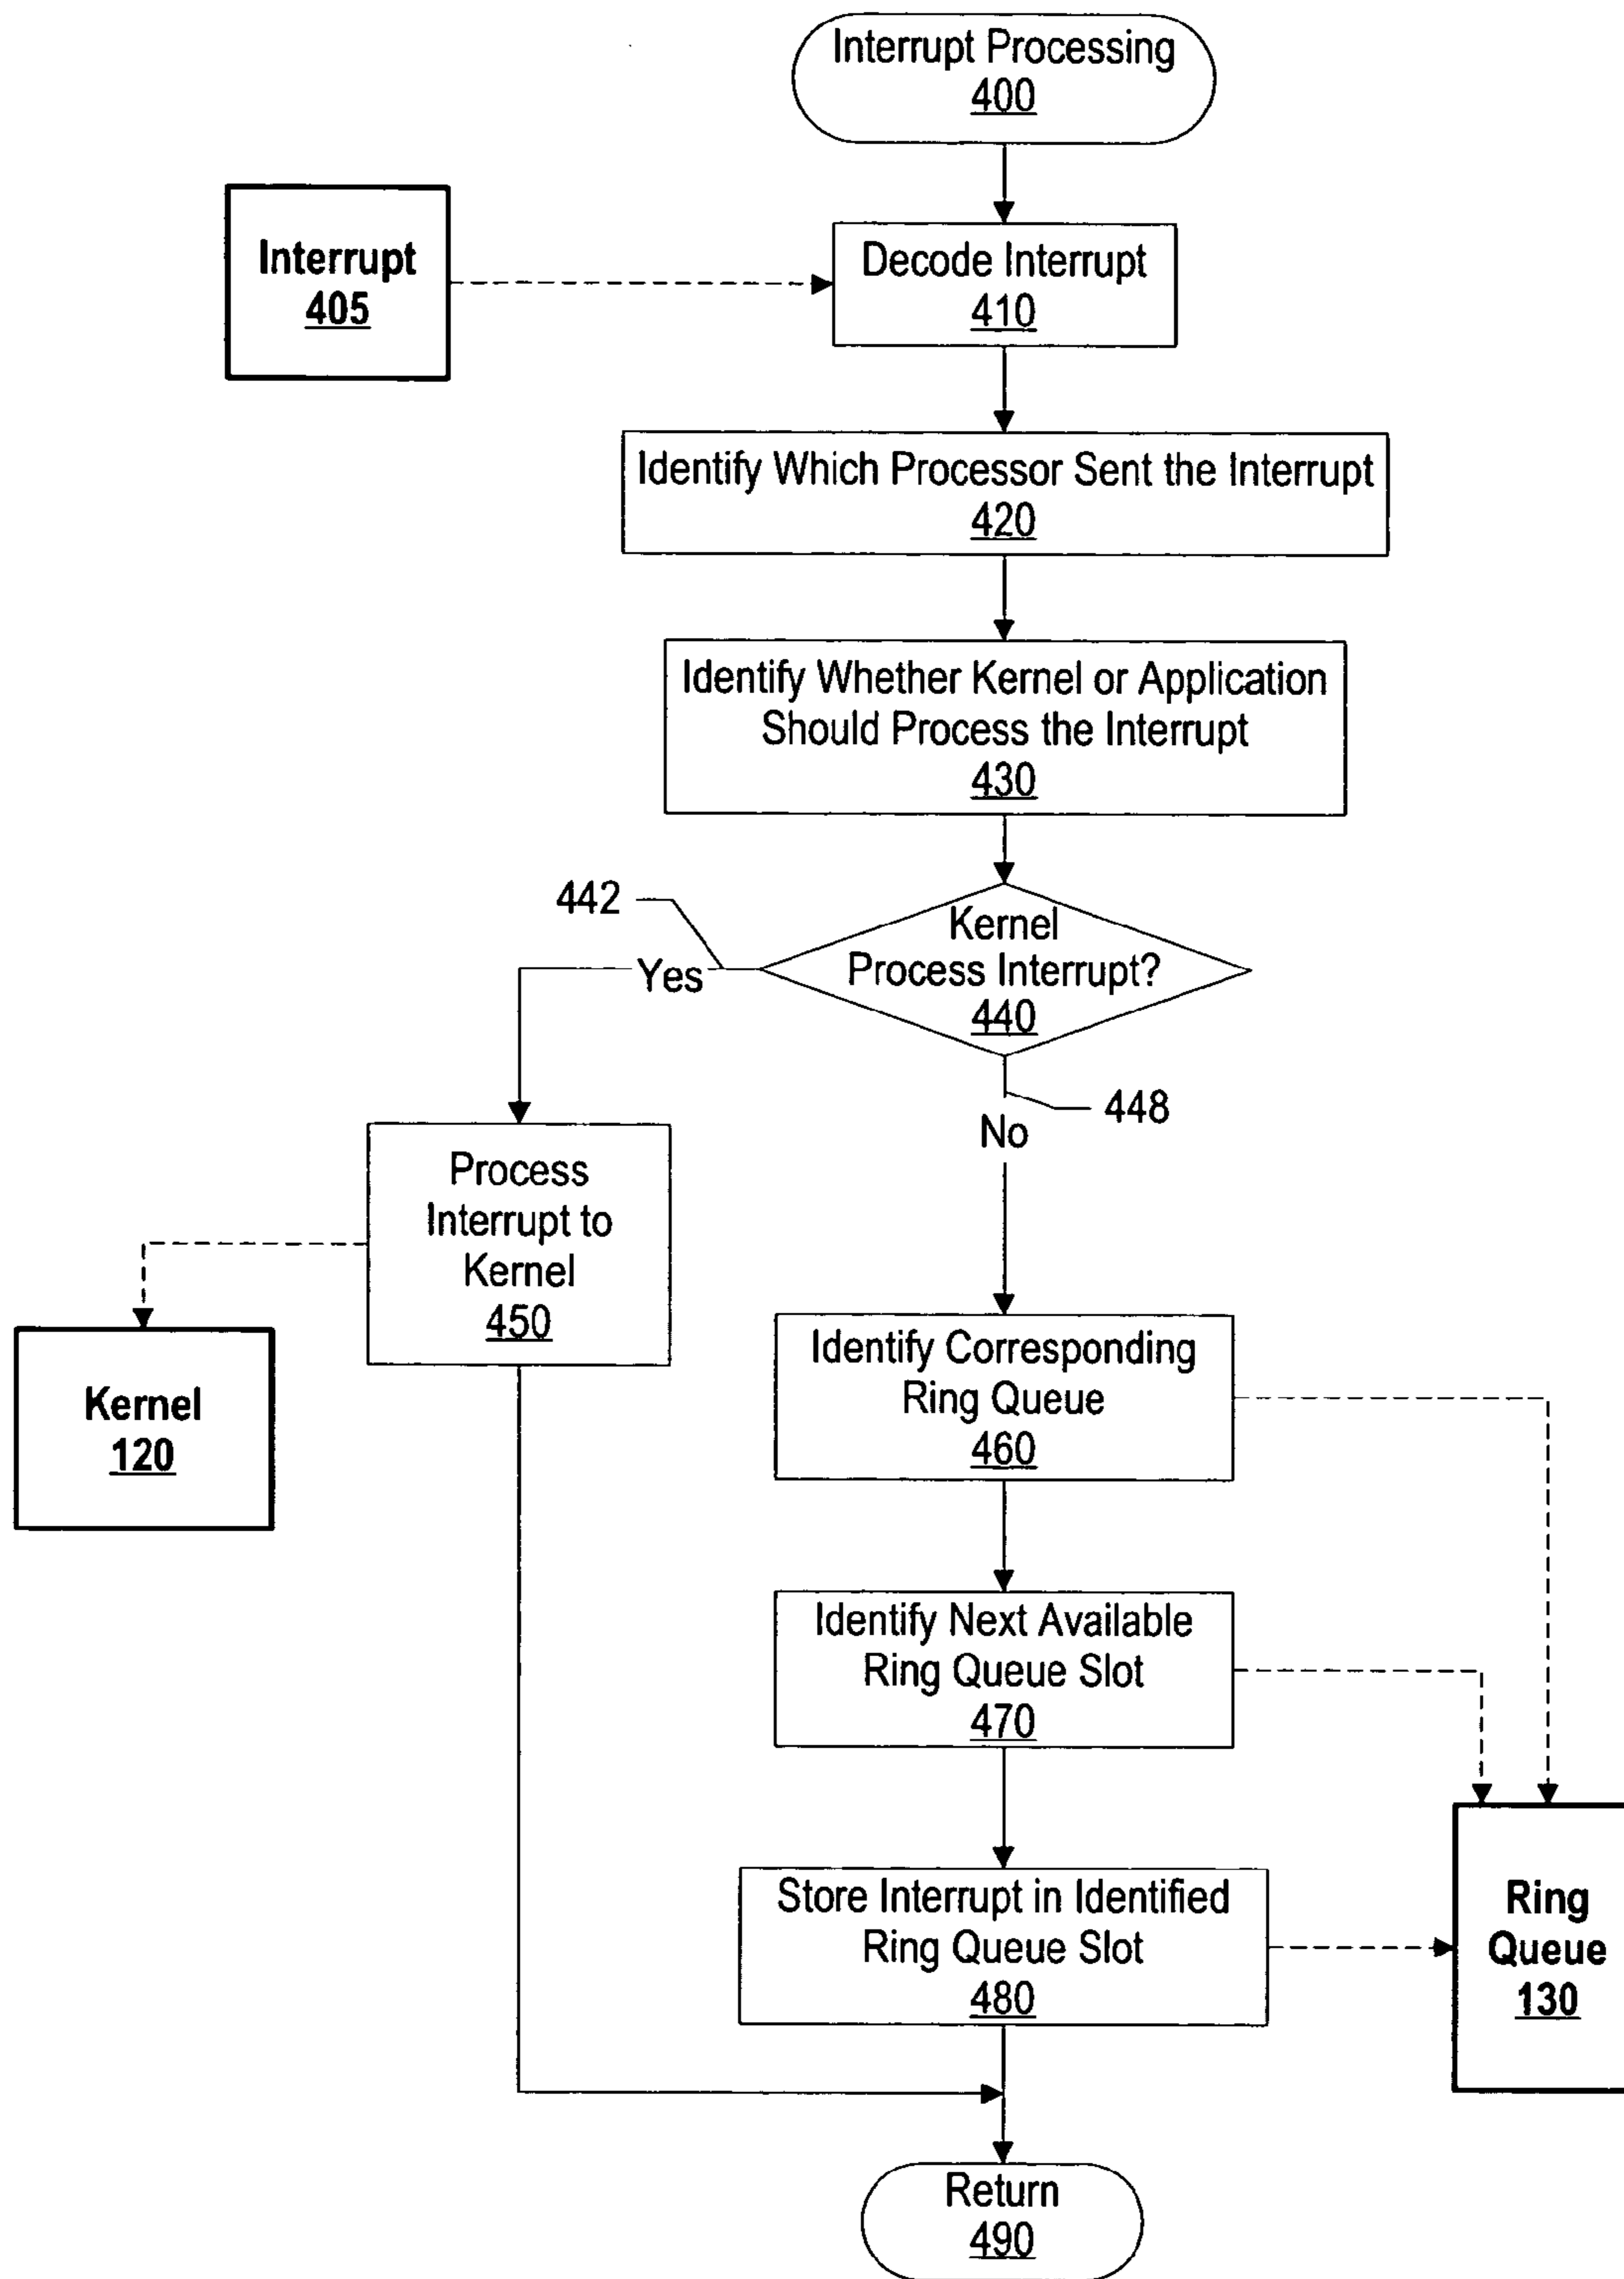 Interrupt Processing
400
Interrupt
405
Decode Interrupt
410
Identify Which Processor Sent the Interrupt
420
Identify Whether Kernel or Application
Should Process the Interrupt
430
442
Kernel
Process Interrupt?
440
Yes
448
No
Process
Interrupt to
Kernel
450
Kernel
120
Identify Corresponding
Ring Queue
460
Identify Next Available
Ring Queue Slot
470
Store Interrupt in Identified
Ring Queue Slot
480
Ring
Queue
130
Return
490